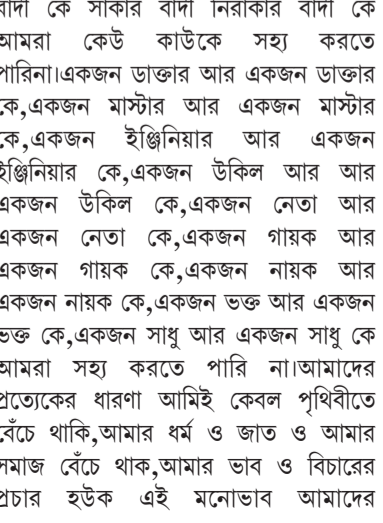 বাদী কে সাকার বাদী নিরাকার বাদী কে
আমরা কেউ কাউকে সহ্য করতে
পারিনা।একজন ডাক্তার আর একজন ডাক্তার
কে,একজন মাস্টার আর একজন মাস্টার
কে,একজন ইঞ্জিনিয়ার আর একজন
ইঞ্জিনিয়ার কে,একজন উকিল আর আর
একজন উকিল কে,একজন নেতা আর
একজন নেতা কে,একজন গায়ক আর
একজন গায়ক কে,একজন নায়ক আর
একজন নায়ক কে,একজন ভক্ত আর একজন
ভক্ত কে,একজন সাধু আর একজন সাধু কে
আমরা সহ্য করতে পারি না।আমাদের
প্রত্যেকের ধারণা আমিই কেবল পৃথিবীতে
বেঁচে থাকি,আমার ধর্ম ও জাত ও আমার
সমাজ বেঁচে থাক,আমার ভাব ও বিচারের
প্রচার হউক এই মনোভাব আমাদের